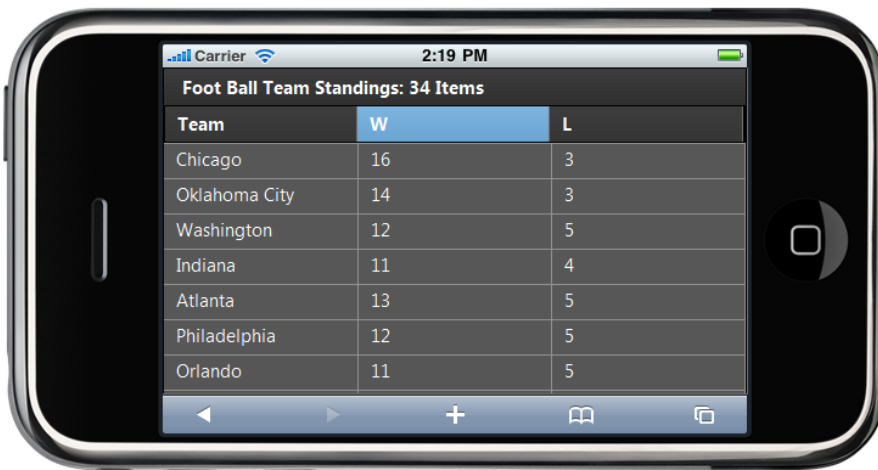 Carrier 2:19 PM
Foot Ball Team Standings: 34 Items
Team W L
Chicago 16 3
Oklahoma City 14 3
Washington 12 5
Indiana 11 4
Atlanta 13 5
Philadelphia 12 5
Orlando 11 5